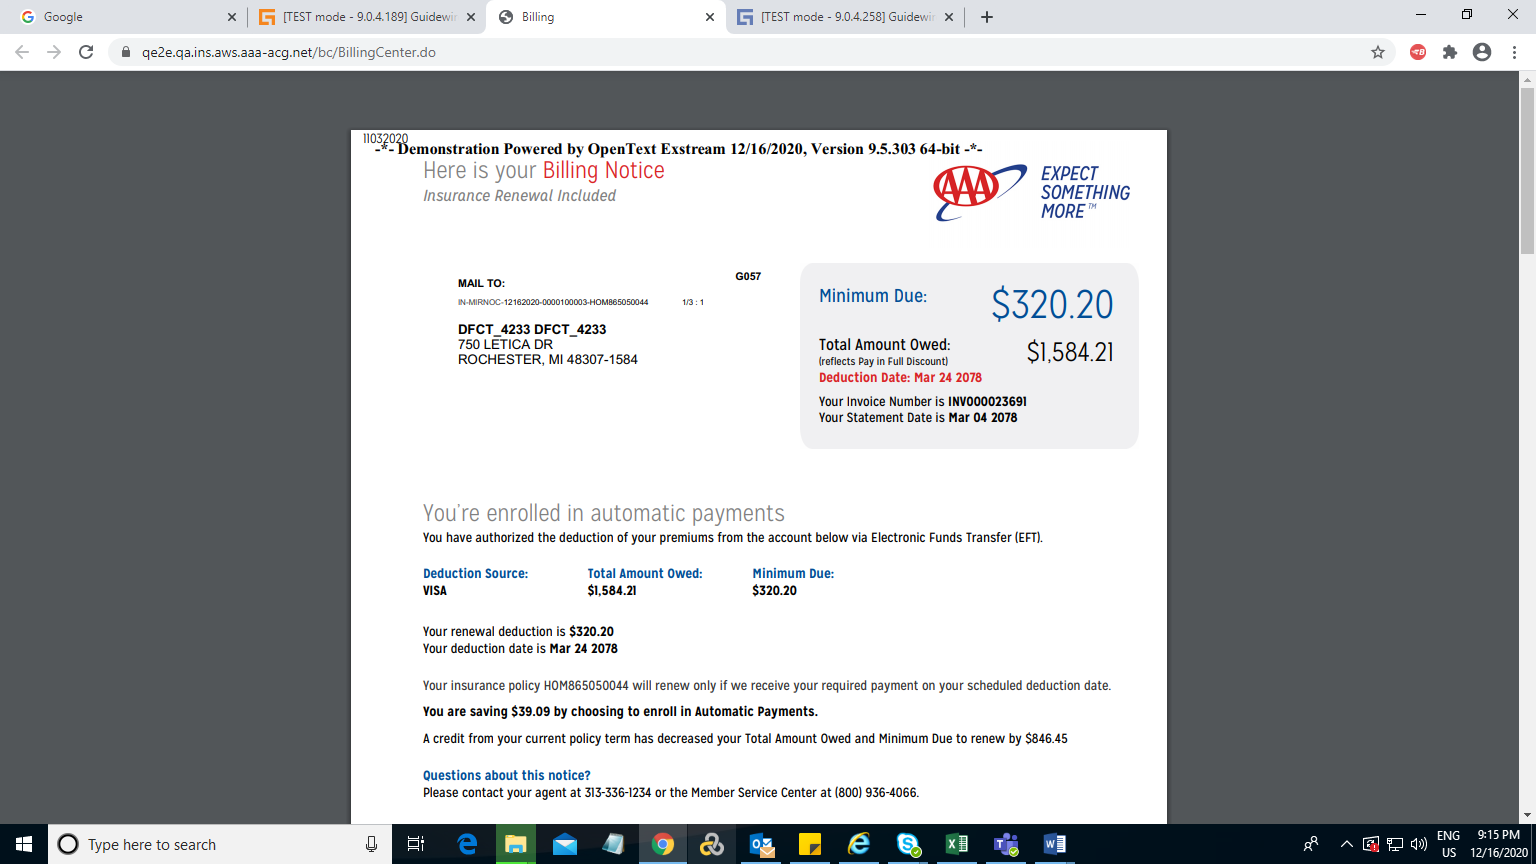 Google
[TEST mode - 9.0.4.189] Guidewir
Billing
[TEST mode - 9.0.4.258] Guidewir
qe2e.qa.ins.aws.aaa-acg.net/bc/BillingCenter.do
11032020
-*- Demonstration Powered by OpenText Exstream 12/16/2020, Version 9.5.303 64-bit -*-
Here is your Billing Notice
Insurance Renewal Included
AAA
EXPECT
SOMETHING
MORE™
MAIL TO:
G057
IN-MIRNOC-12162020-0000100003-HOM865050044 1/3 : 1
DFCT_4233 DFCT_4233
750 LETICA DR
ROCHESTER, MI 48307-1584
Minimum Due: $320.20
Total Amount Owed: $1,584.21
(reflects Pay in Full Discount)
Deduction Date: Mar 24 2078
Your Invoice Number is INV000023691
Your Statement Date is Mar 04 2078
You're enrolled in automatic payments
You have authorized the deduction of your premiums from the account below via Electronic Funds Transfer (EFT).
Deduction Source: Total Amount Owed: Minimum Due:
VISA $1,584.21 $320.20
Your renewal deduction is $320.20
Your deduction date is Mar 24 2078
Your insurance policy HOM865050044 will renew only if we receive your required payment on your scheduled deduction date.
You are saving $39.09 by choosing to enroll in Automatic Payments.
A credit from your current policy term has decreased your Total Amount Owed and Minimum Due to renew by $846.45
Questions about this notice?
Please contact your agent at 313-336-1234 or the Member Service Center at (800) 936-4066.
Type here to search
ENG
US
9:15 PM
12/16/2020